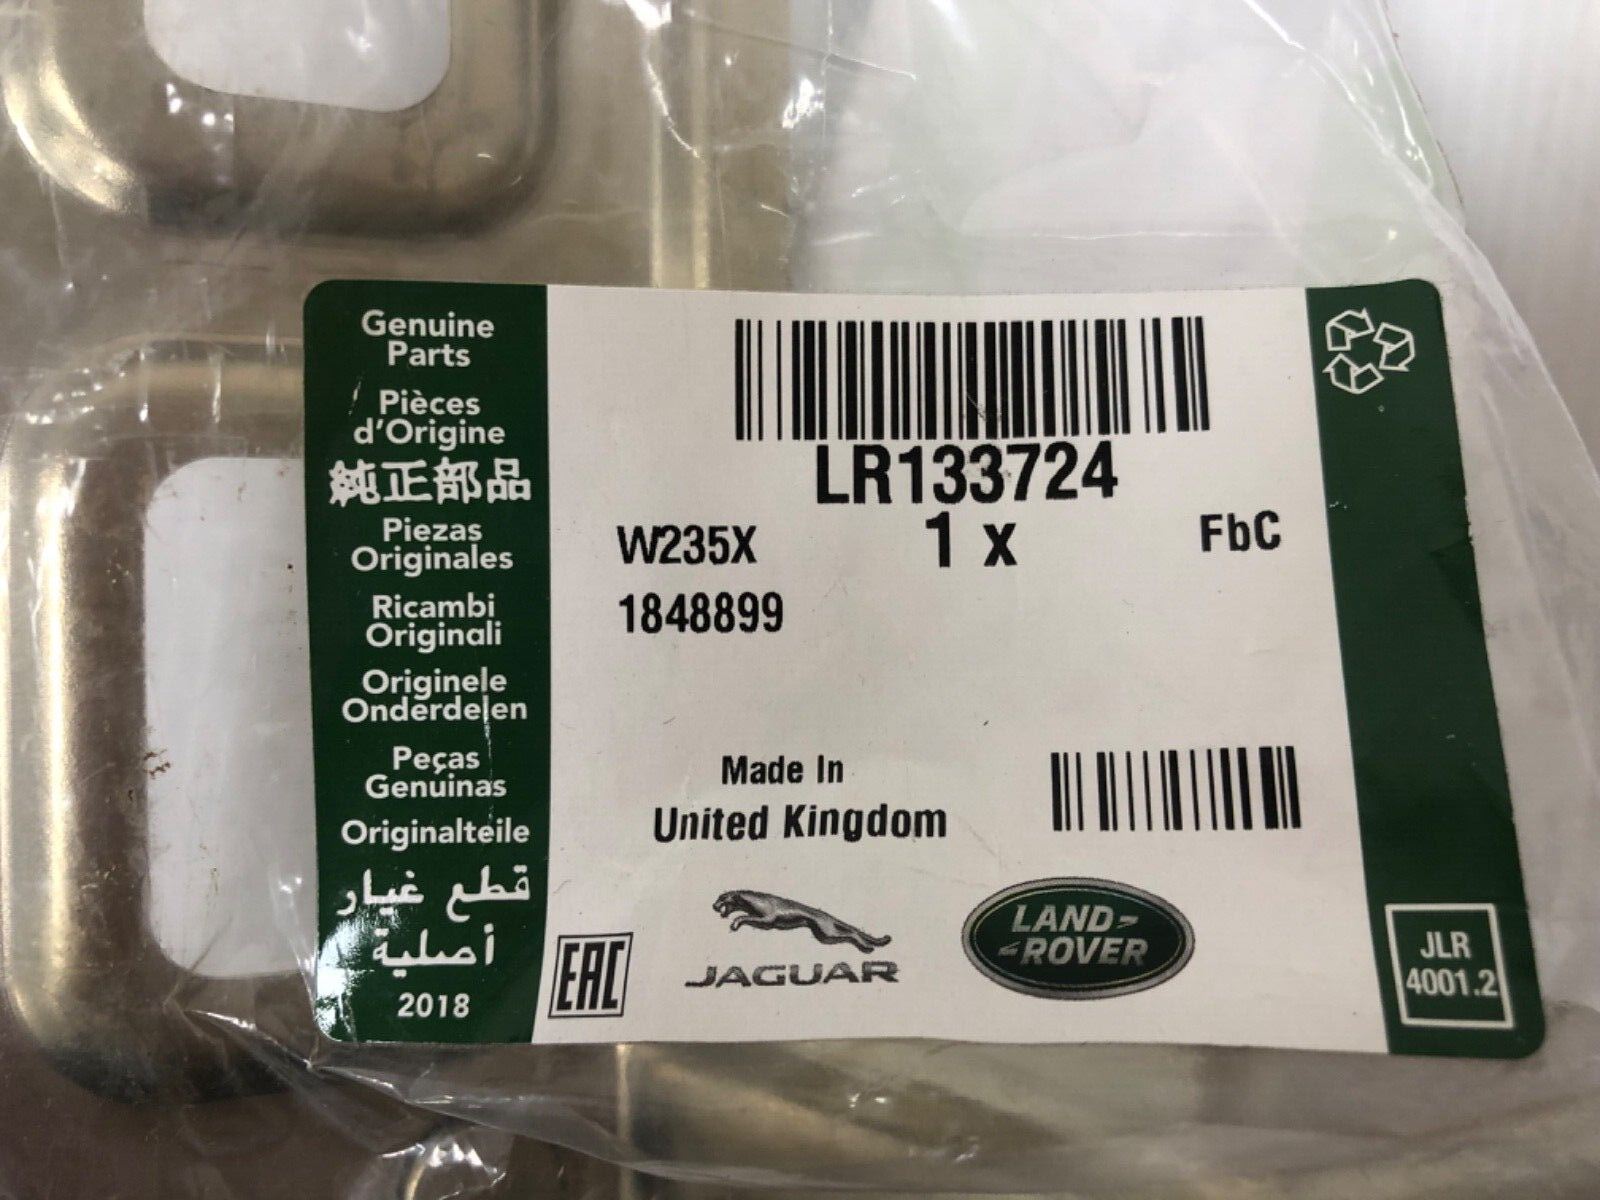 Genuine
Parts
Pièces
d'Origine
純正部品
Piezas
Originales
Ricambi
Originali
Originele
Onderdelen
Peças
Genuinas
Originalteile
قطع غيار
أصلية
2018
LR133724
W235X 1 x FbC
1848899
Made In
United Kingdom
EAC
JAGUAR
LAND
ROVER
JLR
4001.2